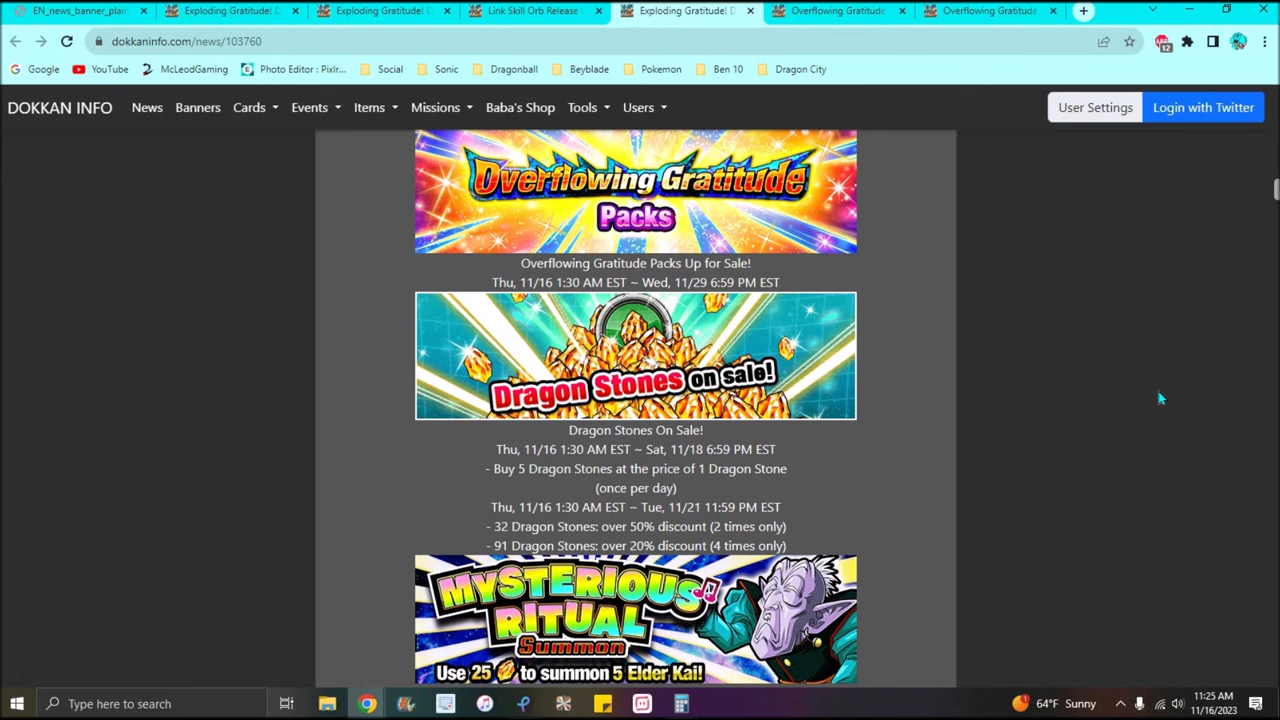 EN_news_banner_plain
Exploding Gratitude! D
Exploding Gratitude! D
Link Skill Orb Release
Exploding Gratitude! D
Overflowing Gratitude
Overflowing Gratitude
dokkaninfo.com/news/103760
12
Google
YouTube
McLeodGaming
Photo Editor : Pixlr...
Social
Sonic
Dragonball
Beyblade
Pokemon
Ben 10
Dragon City
DOKKAN INFO
News
Banners
Cards
Events
Items
Missions
Baba's Shop
Tools
Users
User Settings
Login with Twitter
Overflowing Gratitude
Packs
Overflowing Gratitude Packs Up for Sale!
Thu, 11/16 1:30 AM EST ~ Wed, 11/29 6:59 PM EST
Dragon Stones on sale!
Dragon Stones On Sale!
Thu, 11/16 1:30 AM EST ~ Sat, 11/18 6:59 PM EST
- Buy 5 Dragon Stones at the price of 1 Dragon Stone
(once per day)
Thu, 11/16 1:30 AM EST ~ Tue, 11/21 11:59 PM EST
- 32 Dragon Stones: over 50% discount (2 times only)
- 91 Dragon Stones: over 20% discount (4 times only)
MYSTERIOUS
RITUAL
Summon
Use 25 to summon 5 Elder Kai!
Type here to search
64°F Sunny
11:25 AM
11/16/2023